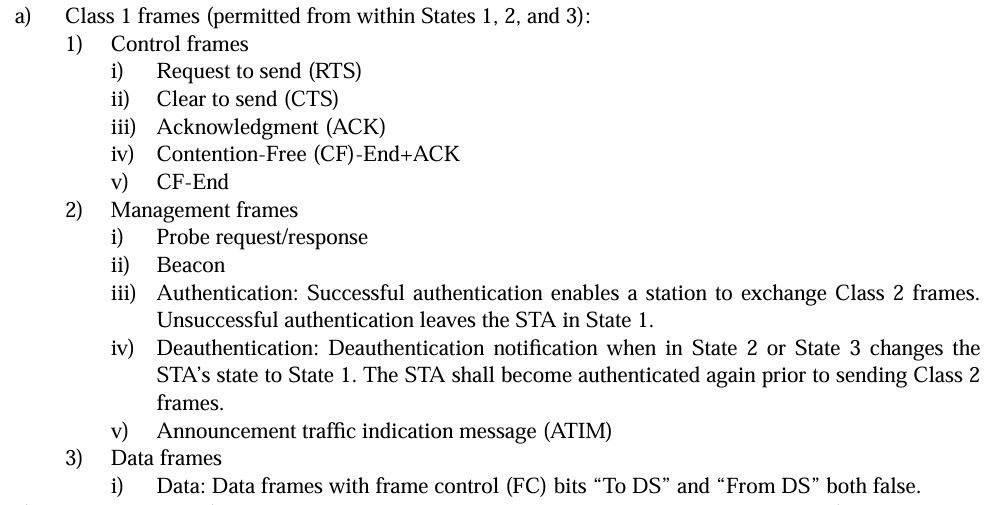 a) Class 1 frames (permitted from within States 1, 2, and 3):
1) Control frames
i) Request to send (RTS)
ii) Clear to send (CTS)
iii) Acknowledgment (ACK)
iv) Contention-Free (CF)-End+ACK
v) CF-End
2) Management frames
i) Probe request/response
ii) Beacon
iii) Authentication: Successful authentication enables a station to exchange Class 2 frames.
Unsuccessful authentication leaves the STA in State 1.
iv) Deauthentication: Deauthentication notification when in State 2 or State 3 changes the
STA’s state to State 1. The STA shall become authenticated again prior to sending Class 2
frames.
v) Announcement traffic indication message (ATIM)
3) Data frames
i) Data: Data frames with frame control (FC) bits “To DS” and “From DS” both false.